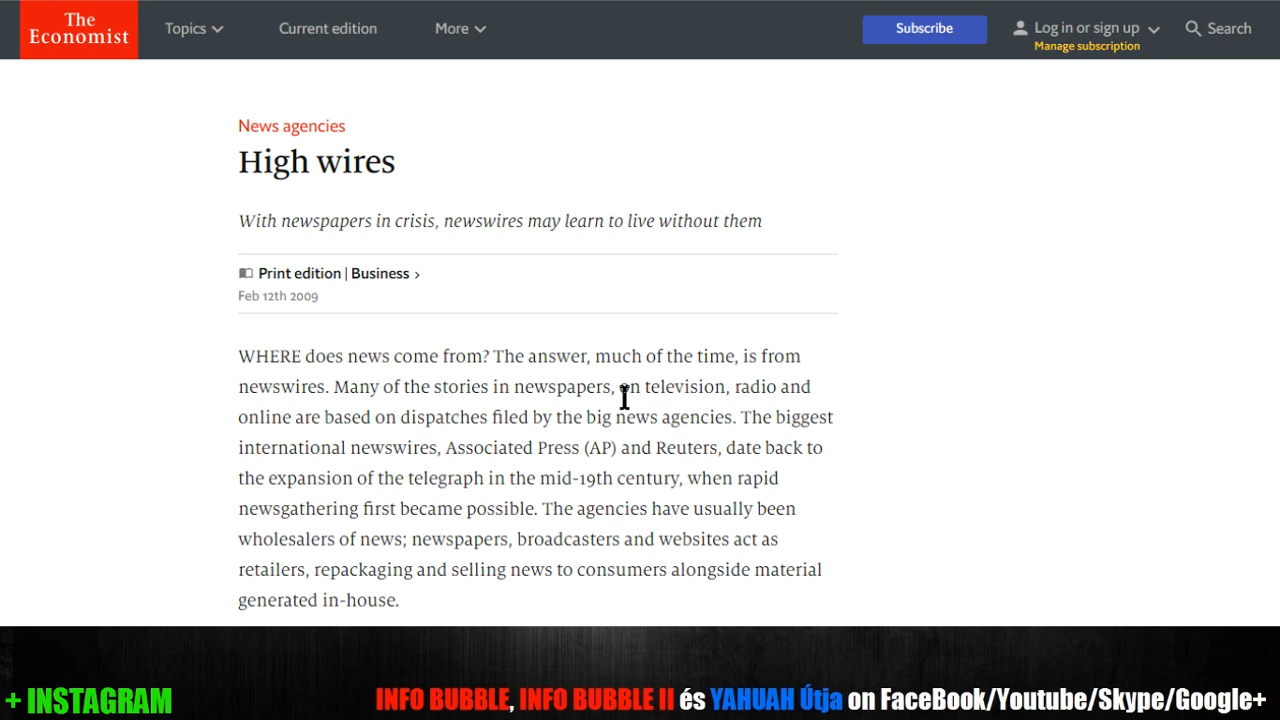 The
Economist
Topics
Current edition
More
Subscribe
Log in or sign up
Manage subscription
Search
News agencies
High wires
With newspapers in crisis, newswires may learn to live without them
Print edition | Business ›
Feb 12th 2009
WHERE does news come from? The answer, much of the time, is from
newswires. Many of the stories in newspapers, on television, radio and
online are based on dispatches filed by the big news agencies. The biggest
international newswires, Associated Press (AP) and Reuters, date back to
the expansion of the telegraph in the mid-19th century, when rapid
newsgathering first became possible. The agencies have usually been
wholesalers of news; newspapers, broadcasters and websites act as
retailers, repackaging and selling news to consumers alongside material
generated in-house.
+ INSTAGRAM
INFO BUBBLE, INFO BUBBLE II és YAHUAH Útja on FaceBook/Youtube/Skype/Google+